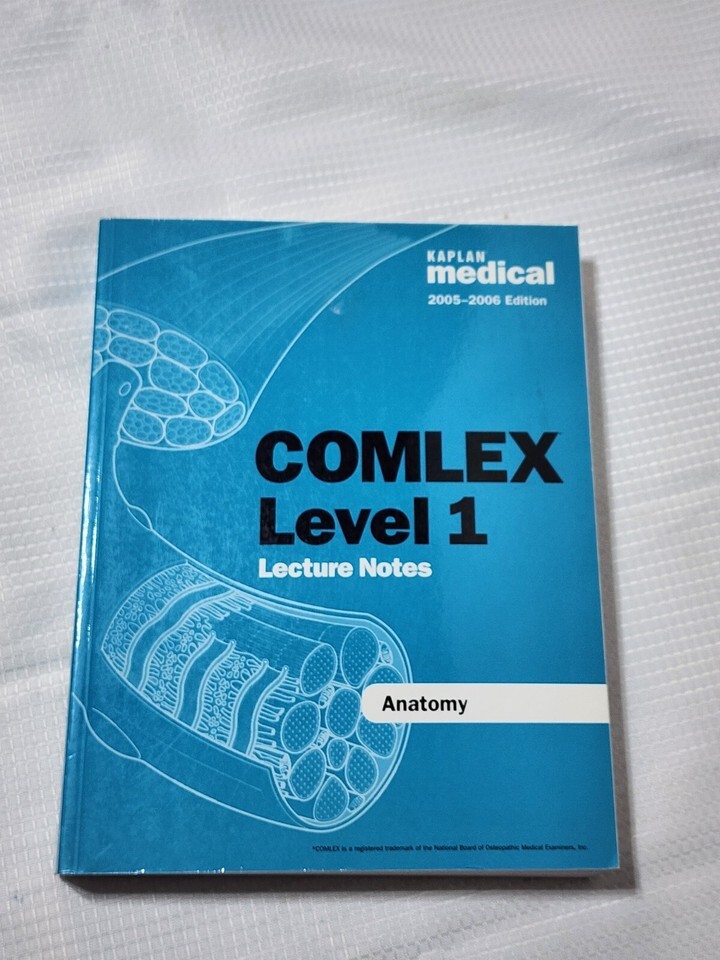 KAPLAN
medical
2005–2006 Edition
COMLEX
Level 1
Lecture Notes
Anatomy
*COMLEX is a registered trademark of the National Board of Osteopathic Medical Examiners, Inc.